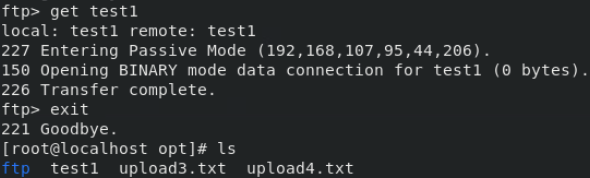 ftp> get test1
local: test1 remote: test1
227 Entering Passive Mode (192,168,107,95,44,206).
150 Opening BINARY mode data connection for test1 (0 bytes).
226 Transfer complete.
ftp> exit
221 Goodbye.
[root@localhost opt]# ls
ftp  test1  upload3.txt  upload4.txt